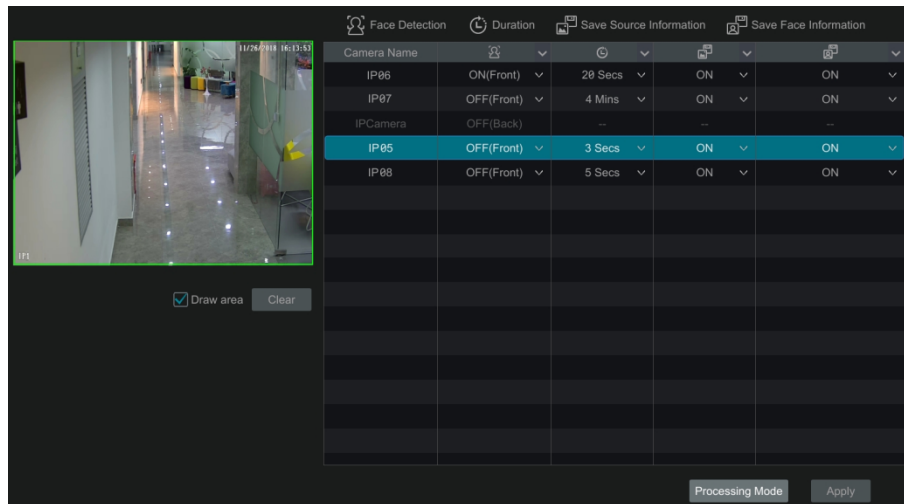 Face Detection Duration Save Source Information Save Face Information
11/26/2018 16:13:53
Camera Name
IP06 ON(Front) 20 Secs ON ON
IP07 OFF(Front) 4 Mins ON ON
IPCamera OFF(Back) -- -- --
IP05 OFF(Front) 3 Secs ON ON
IP08 OFF(Front) 5 Secs ON ON
IP1
Draw area Clear
Processing Mode Apply